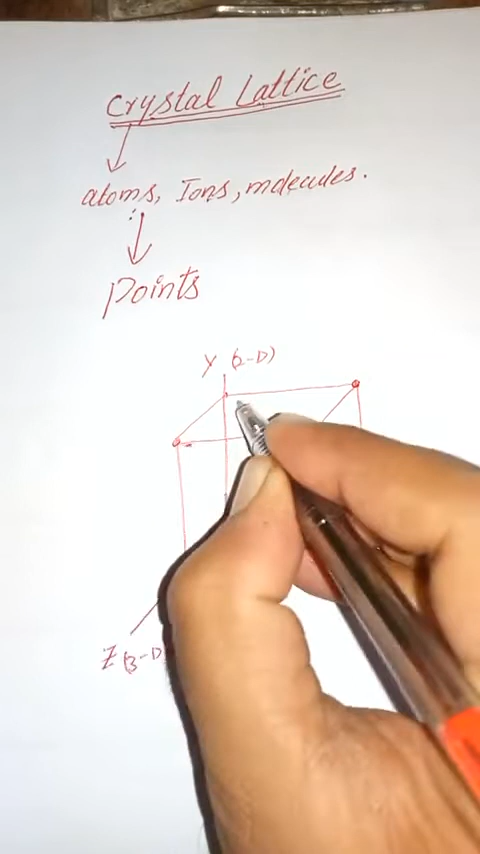 Crystal Lattice
atoms, Ions, molecules.
Points
Y (2-D)
Z (3-D